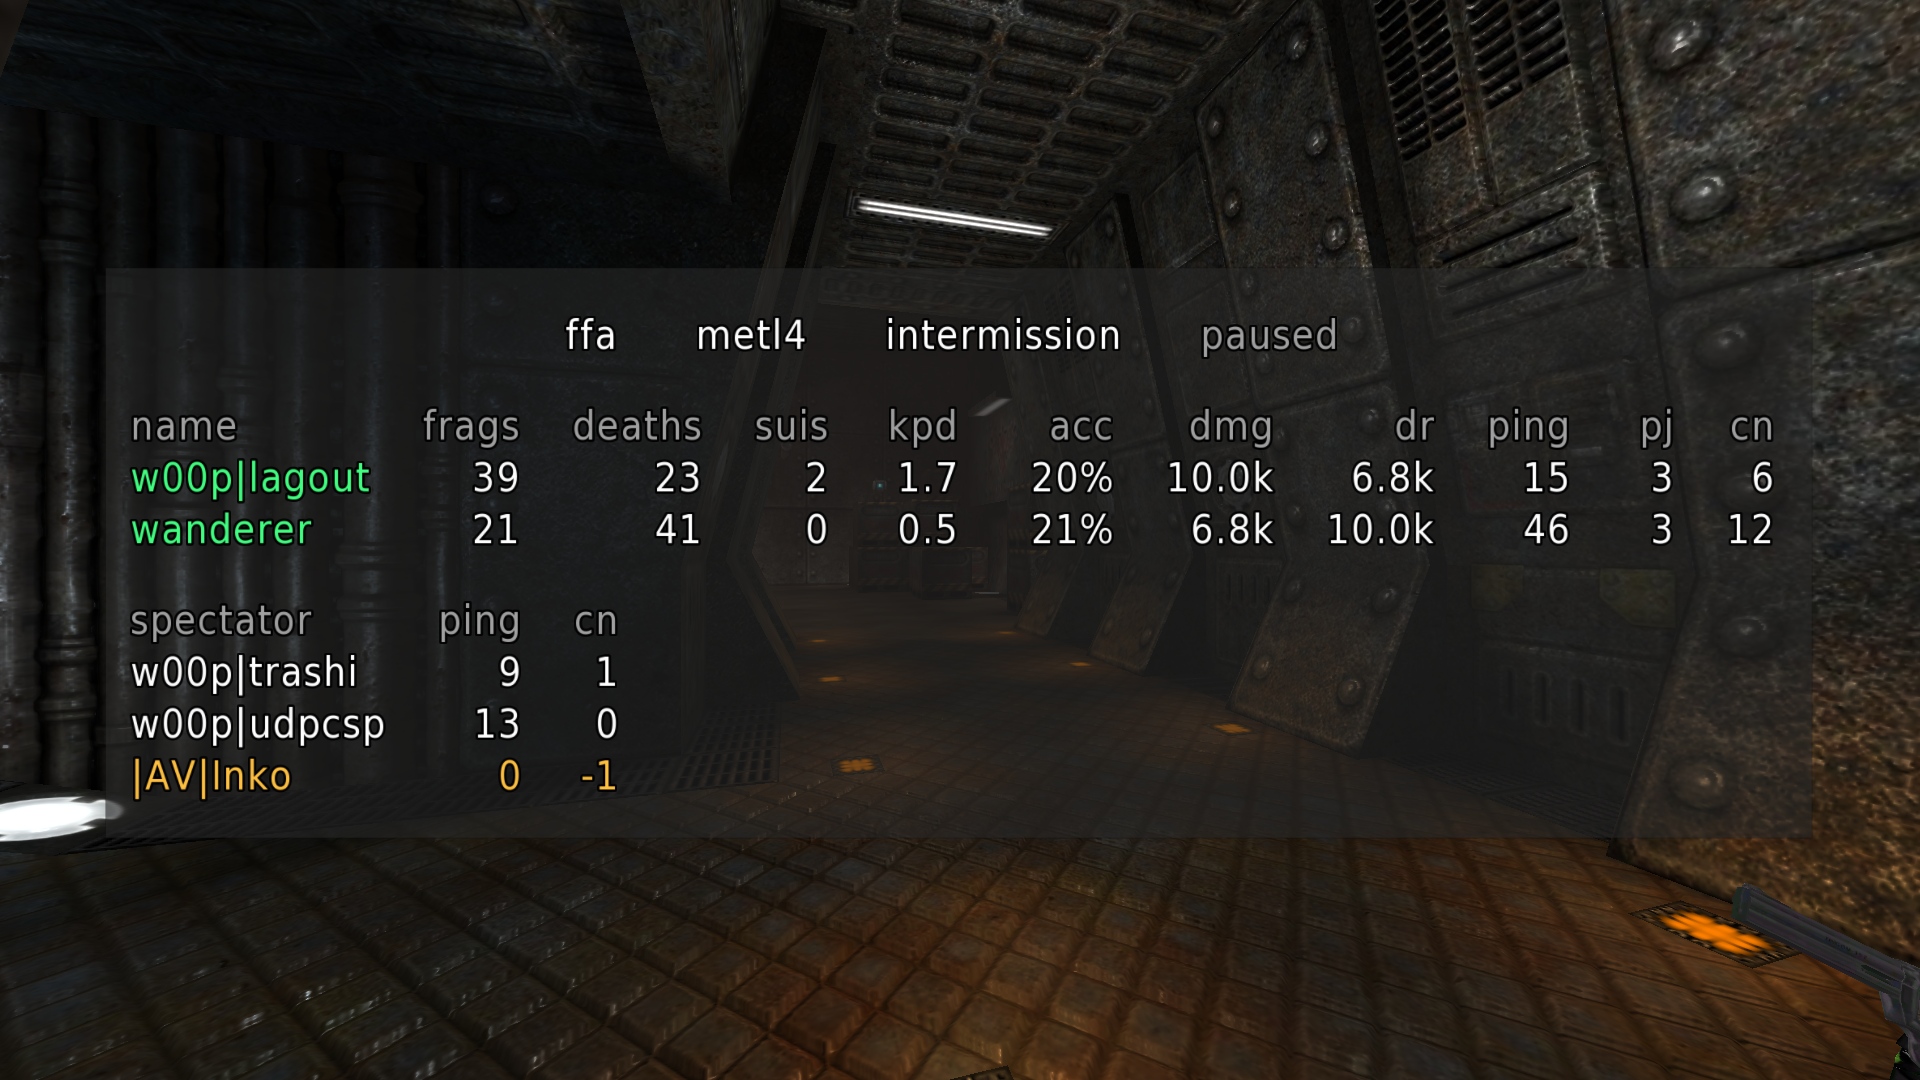 ffa metl4 intermission paused
name frags deaths suis kpd acc dmg dr ping pj cn
w00p|lagout 39 23 2 1.7 20% 10.0k 6.8k 15 3 6
wanderer 21 41 0 0.5 21% 6.8k 10.0k 46 3 12
spectator ping cn
w00p|trashi 9 1
w00p|udpcsp 13 0
|AV|Inko 0 -1